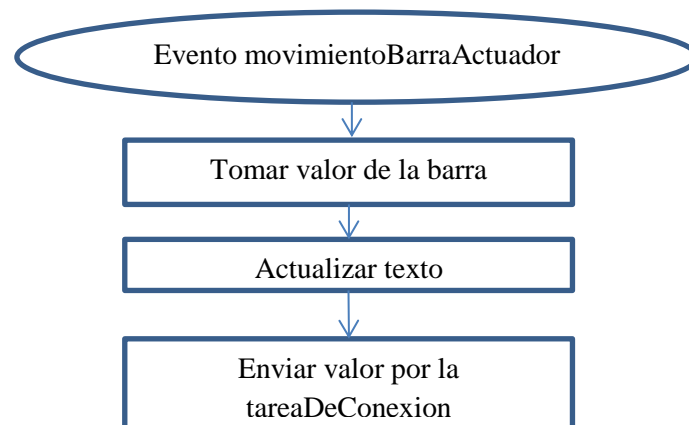 Evento movimientoBarraActuador
Tomar valor de la barra
Actualizar texto
Enviar valor por la
tareaDeConexion